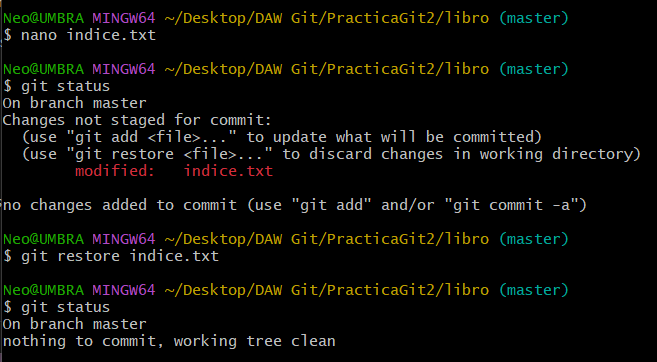 Neo@UMBRA MINGW64 ~/Desktop/DAW Git/PracticaGit2/libro (master)
$ nano indice.txt
Neo@UMBRA MINGW64 ~/Desktop/DAW Git/PracticaGit2/libro (master)
$ git status
On branch master
Changes not staged for commit:
  (use "git add <file>..." to update what will be committed)
  (use "git restore <file>..." to discard changes in working directory)
        modified:   indice.txt
no changes added to commit (use "git add" and/or "git commit -a")
Neo@UMBRA MINGW64 ~/Desktop/DAW Git/PracticaGit2/libro (master)
$ git restore indice.txt
Neo@UMBRA MINGW64 ~/Desktop/DAW Git/PracticaGit2/libro (master)
$ git status
On branch master
nothing to commit, working tree clean